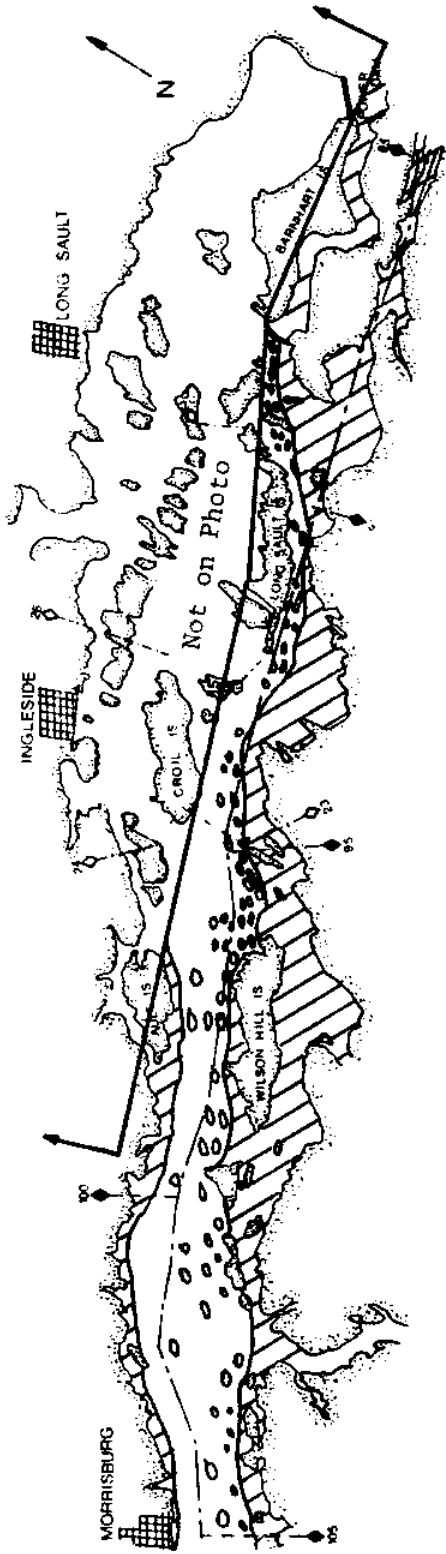 N
LONG SAULT
BARNHART IS
INGLESIDE
Not on Photo
LONG SAULT IS
CROIL IS
20
95
WILSON HILL IS
100
MORRISBURG
105